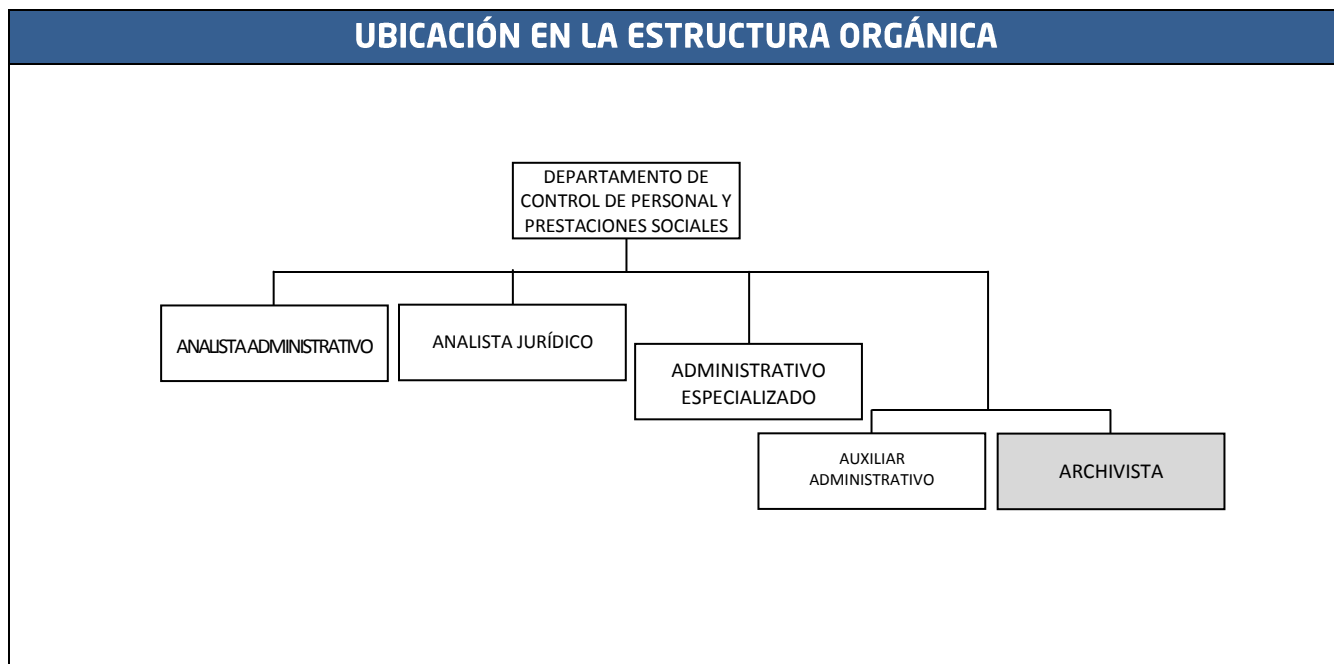 UBICACIÓN EN LA ESTRUCTURA ORGÁNICA
DEPARTAMENTO DE
CONTROL DE PERSONAL Y
PRESTACIONES SOCIALES
ANALISTA ADMINISTRATIVO
ANALISTA JURÍDICO
ADMINISTRATIVO
ESPECIALIZADO
AUXILIAR
ADMINISTRATIVO
ARCHIVISTA